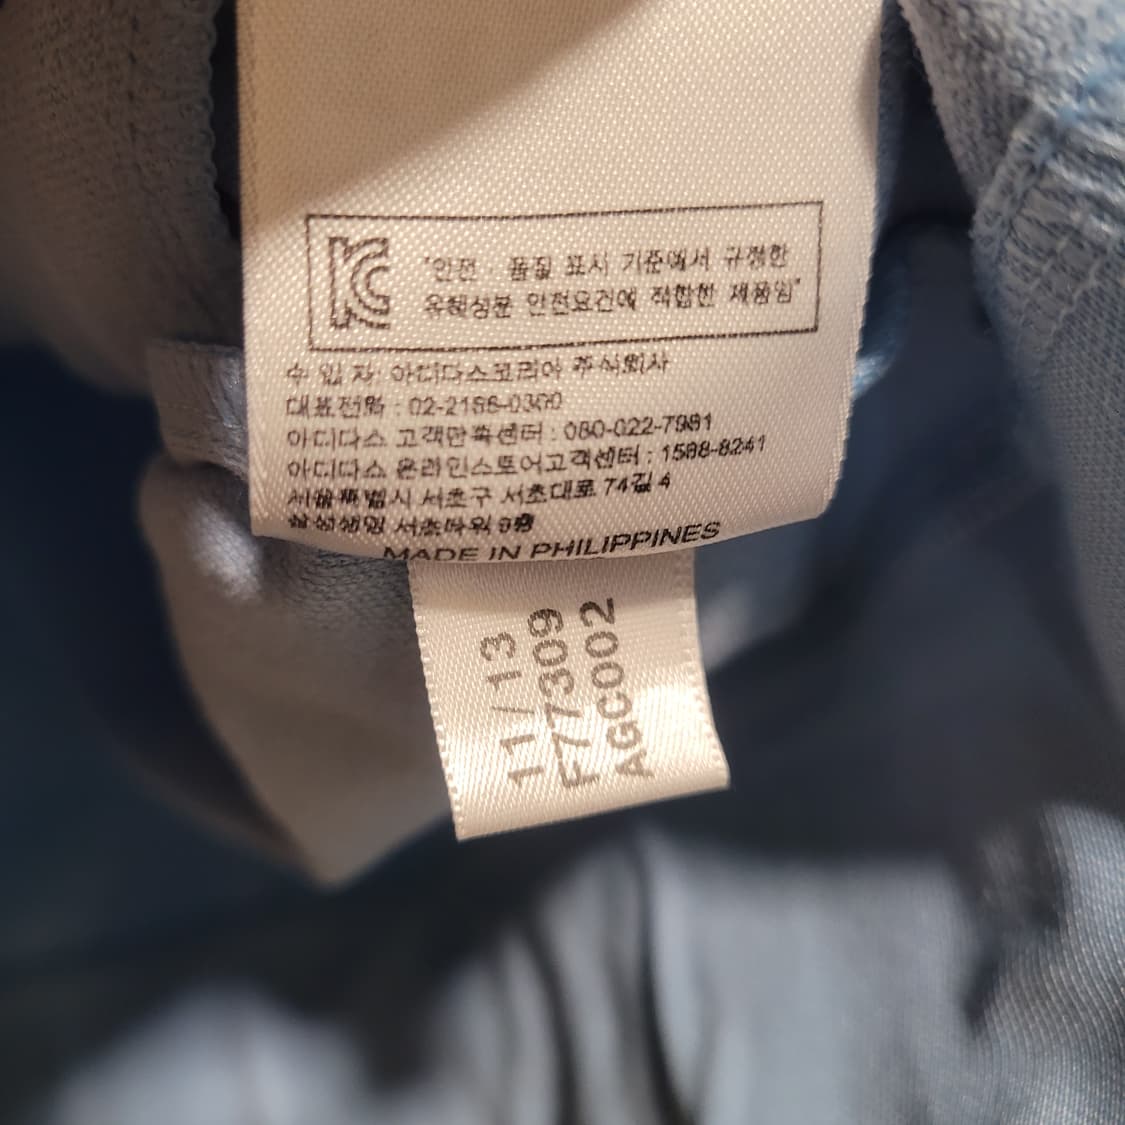 KC
"안전·품질 표시 기준에서 규정한
유해성분 안전요건에 적합한 제품임"
수 입 자: 아디다스코리아 주식회사
대표전화 : 02-2186-0300
아디다스 고객만족센터 : 080-022-7981
아디다스 온라인스토어고객센터 : 1588-8241
서울특별시 서초구 서초대로 74길 4
삼성생명 서초타워
MADE IN PHILIPPINES
11/13
F77309
AGC002